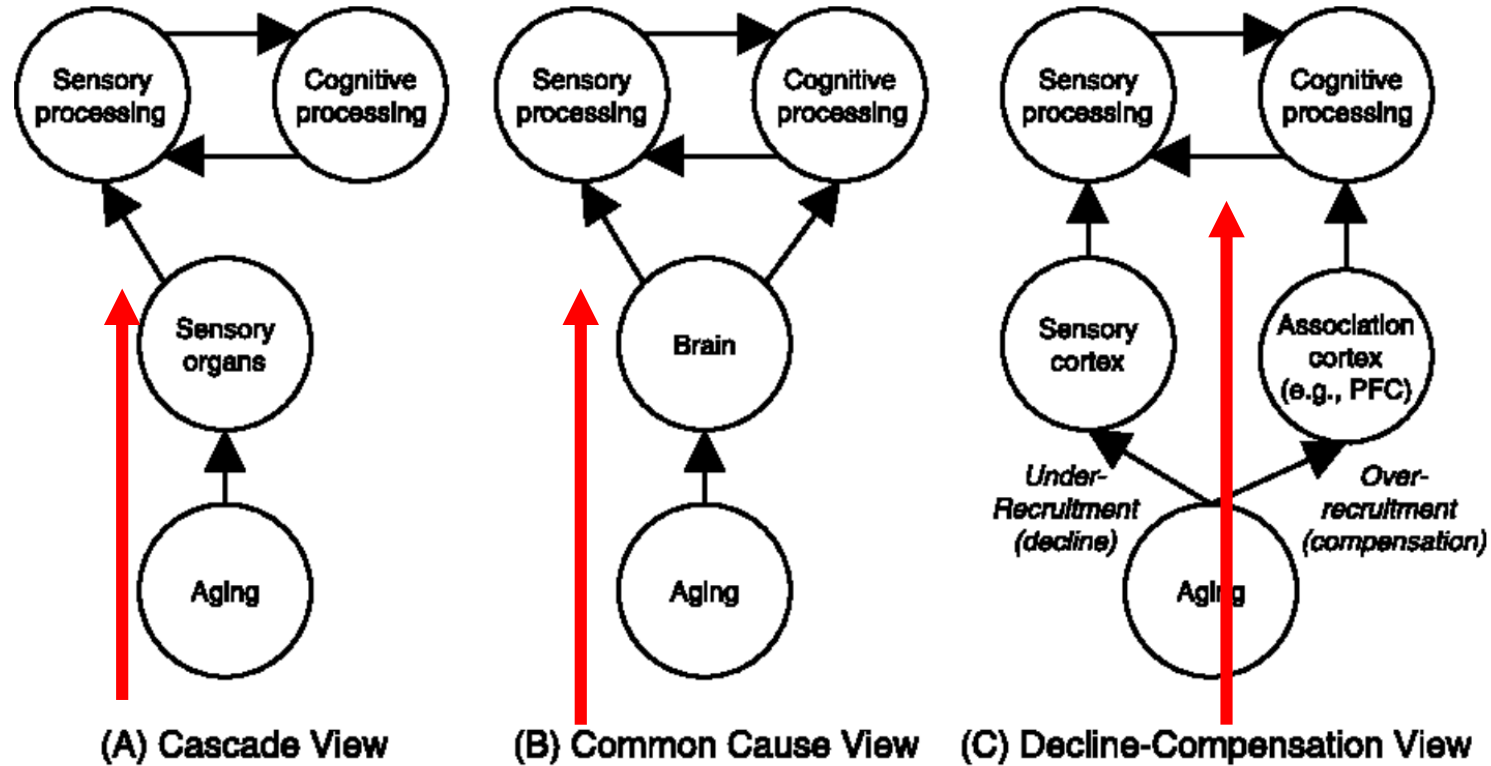 Sensory
processing
Cognitive
processing
Sensory
organs
Aging
(A) Cascade View
Sensory
processing
Cognitive
processing
Brain
Aging
(B) Common Cause View
Sensory
processing
Cognitive
processing
Sensory
cortex
Association
cortex
(e.g., PFC)
Under-
Recruitment
(decline)
Over-
recruitment
(compensation)
Aging
(C) Decline-Compensation View